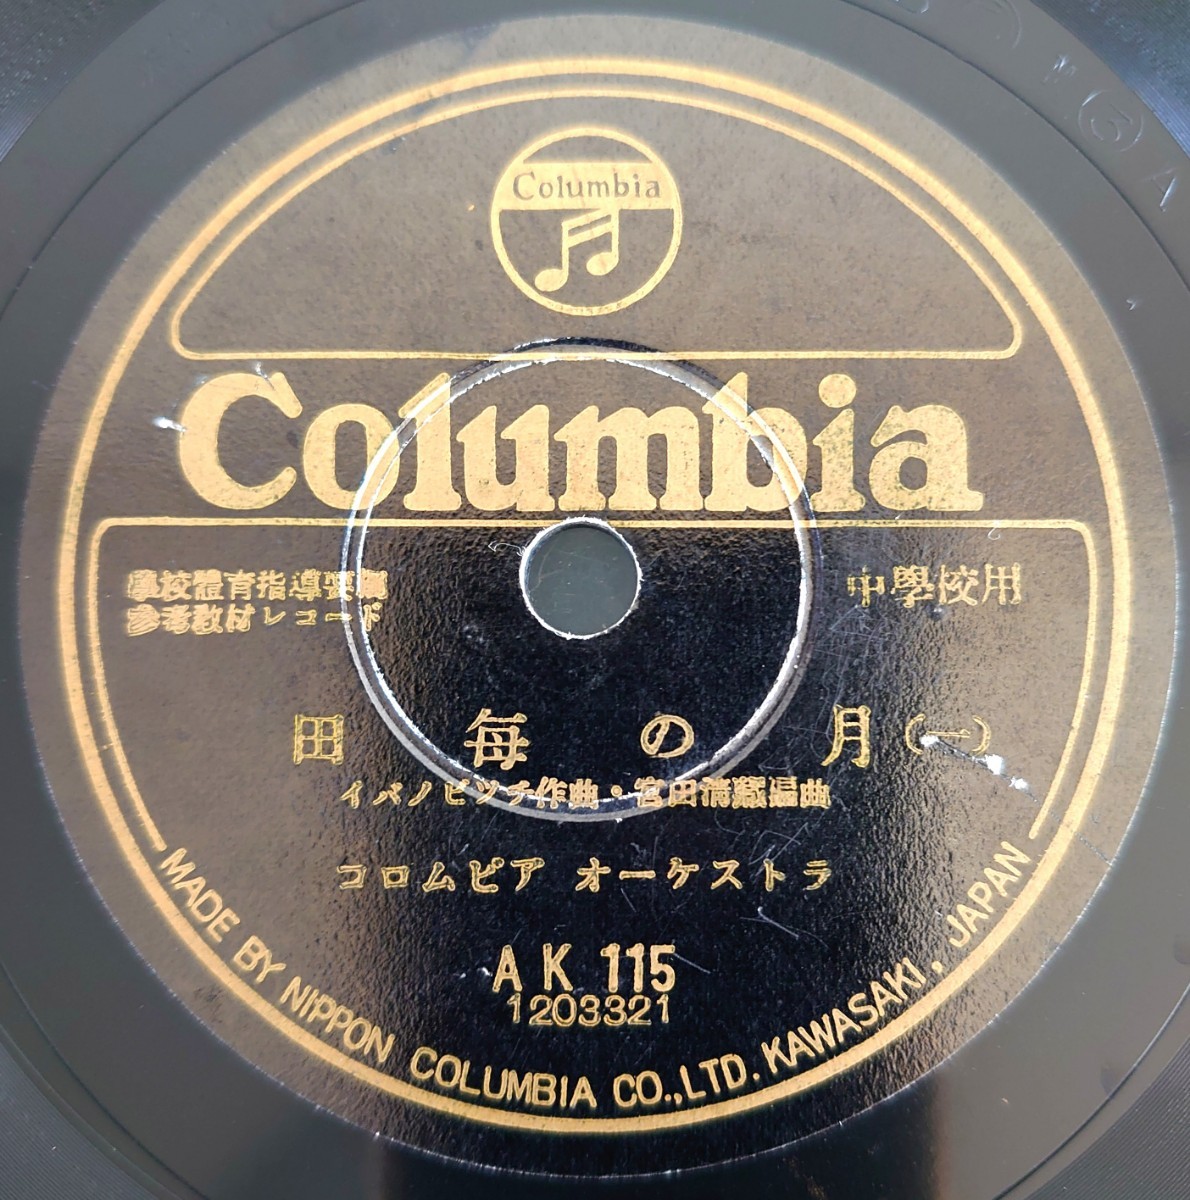 Columbia
Columbia
學校體育指導要綱
參考教材レコード
中學校用
田每の月(一)
イバノビツチ作曲・宮田清藏編曲
コロムビア オーケストラ
AK 115
1203321
MADE BY NIPPON COLUMBIA CO.,LTD. KAWASAKI, JAPAN